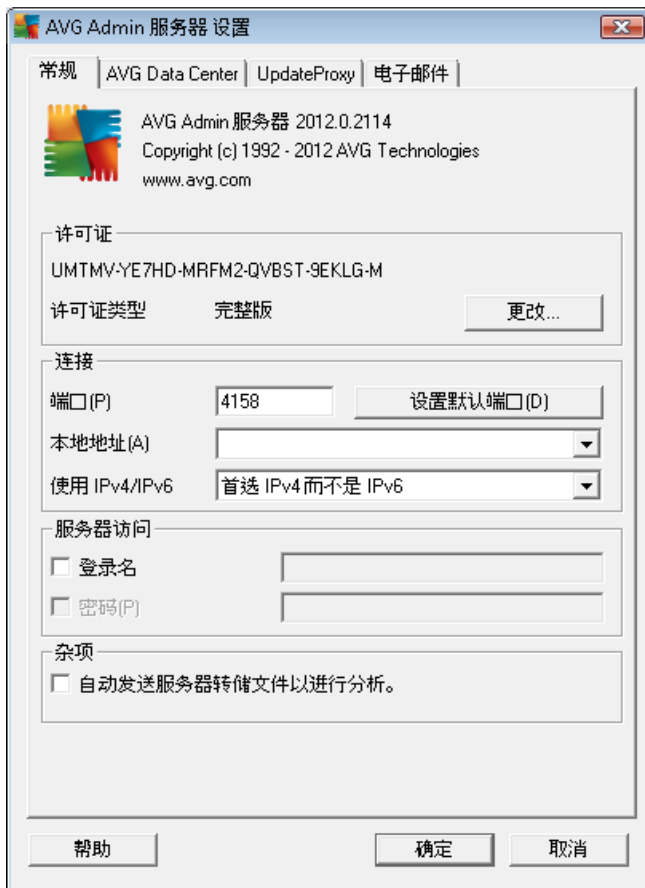 AVG Admin 服务器 设置
常规 AVG Data Center UpdateProxy 电子邮件
AVG Admin 服务器 2012.0.2114
Copyright (c) 1992 - 2012 AVG Technologies
www.avg.com
许可证
UMTMV-YE7HD-MRFM2-QVBST-9EKLG-M
许可证类型 完整版 更改...
连接
端口(P) 4158 设置默认端口(D)
本地地址(A)
使用 IPv4/IPv6 首选 IPv4 而不是 IPv6
服务器访问
登录名
密码(P)
杂项
自动发送服务器转储文件以进行分析。
帮助 确定 取消